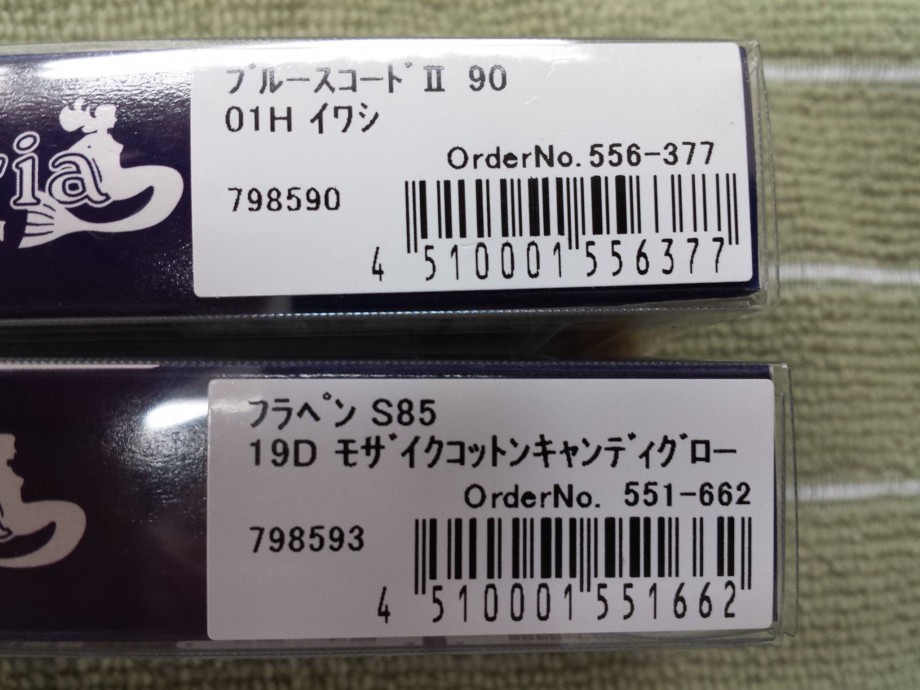 ria
ﾌﾞﾙｰｽｺｰﾄﾞⅡ 90
01H ｲﾜｼ
OrderNo. 556-377
798590
4 510001 556377
ﾌﾗﾍﾟﾝ S85
19D ﾓｻﾞｲｸｺｯﾄﾝｷｬﾝﾃﾞｨｸﾞﾛｰ
OrderNo. 551-662
798593
4 510001 551662